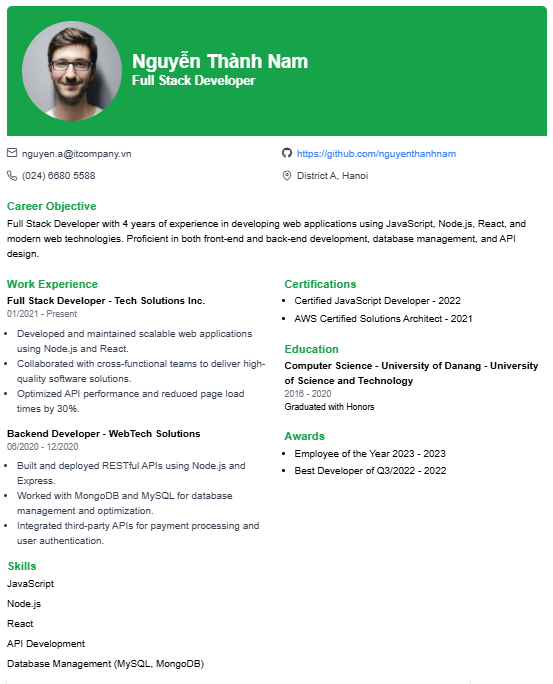 Nguyễn Thành Nam
Full Stack Developer
nguyen.a@itcompany.vn
https://github.com/nguyenthanhnam
(024) 6680 5588
District A, Hanoi
Career Objective
Full Stack Developer with 4 years of experience in developing web applications using JavaScript, Node.js, React, and
modern web technologies. Proficient in both front-end and back-end development, database management, and API
design.
Work Experience
Full Stack Developer - Tech Solutions Inc.
01/2021 - Present
• Developed and maintained scalable web applications
using Node.js and React.
• Collaborated with cross-functional teams to deliver high-
quality software solutions.
• Optimized API performance and reduced page load
times by 30%.
Backend Developer - WebTech Solutions
06/2020 - 12/2020
• Built and deployed RESTful APIs using Node.js and
Express.
• Worked with MongoDB and MySQL for database
management and optimization.
• Integrated third-party APIs for payment processing and
user authentication.
Certifications
• Certified JavaScript Developer - 2022
• AWS Certified Solutions Architect - 2021
Education
Computer Science - University of Danang - University
of Science and Technology
2016 - 2020
Graduated with Honors
Awards
• Employee of the Year 2023 - 2023
• Best Developer of Q3/2022 - 2022
Skills
JavaScript
Node.js
React
API Development
Database Management (MySQL, MongoDB)